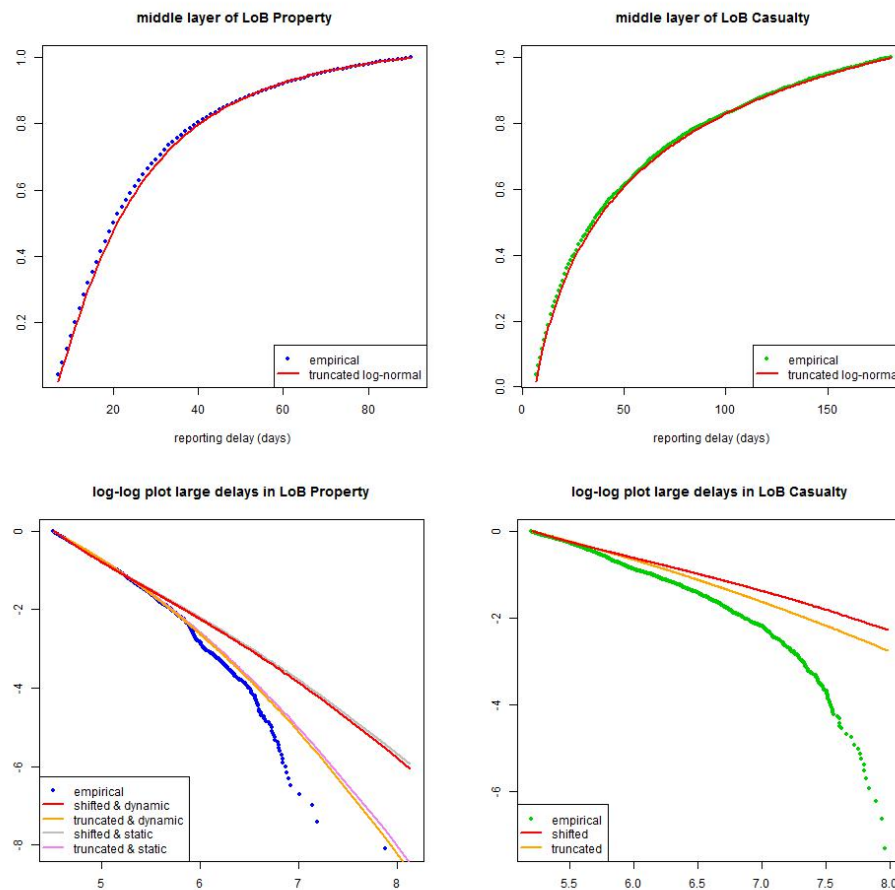 middle layer of LoB Property
1.0
0.8
0.6
0.4
0.2
20
40
60
80
empirical
truncated log-normal
reporting delay (days)
middle layer of LoB Casualty
1.0
0.8
0.6
0.4
0.2
0.0
0
50
100
150
empirical
truncated log-normal
reporting delay (days)
log-log plot large delays in LoB Property
0
-2
-4
-6
-8
5
6
7
8
empirical
shifted & dynamic
truncated & dynamic
shifted & static
truncated & static
log-log plot large delays in LoB Casualty
0
-2
-4
-6
5.5
6.0
6.5
7.0
7.5
8.0
empirical
shifted
truncated